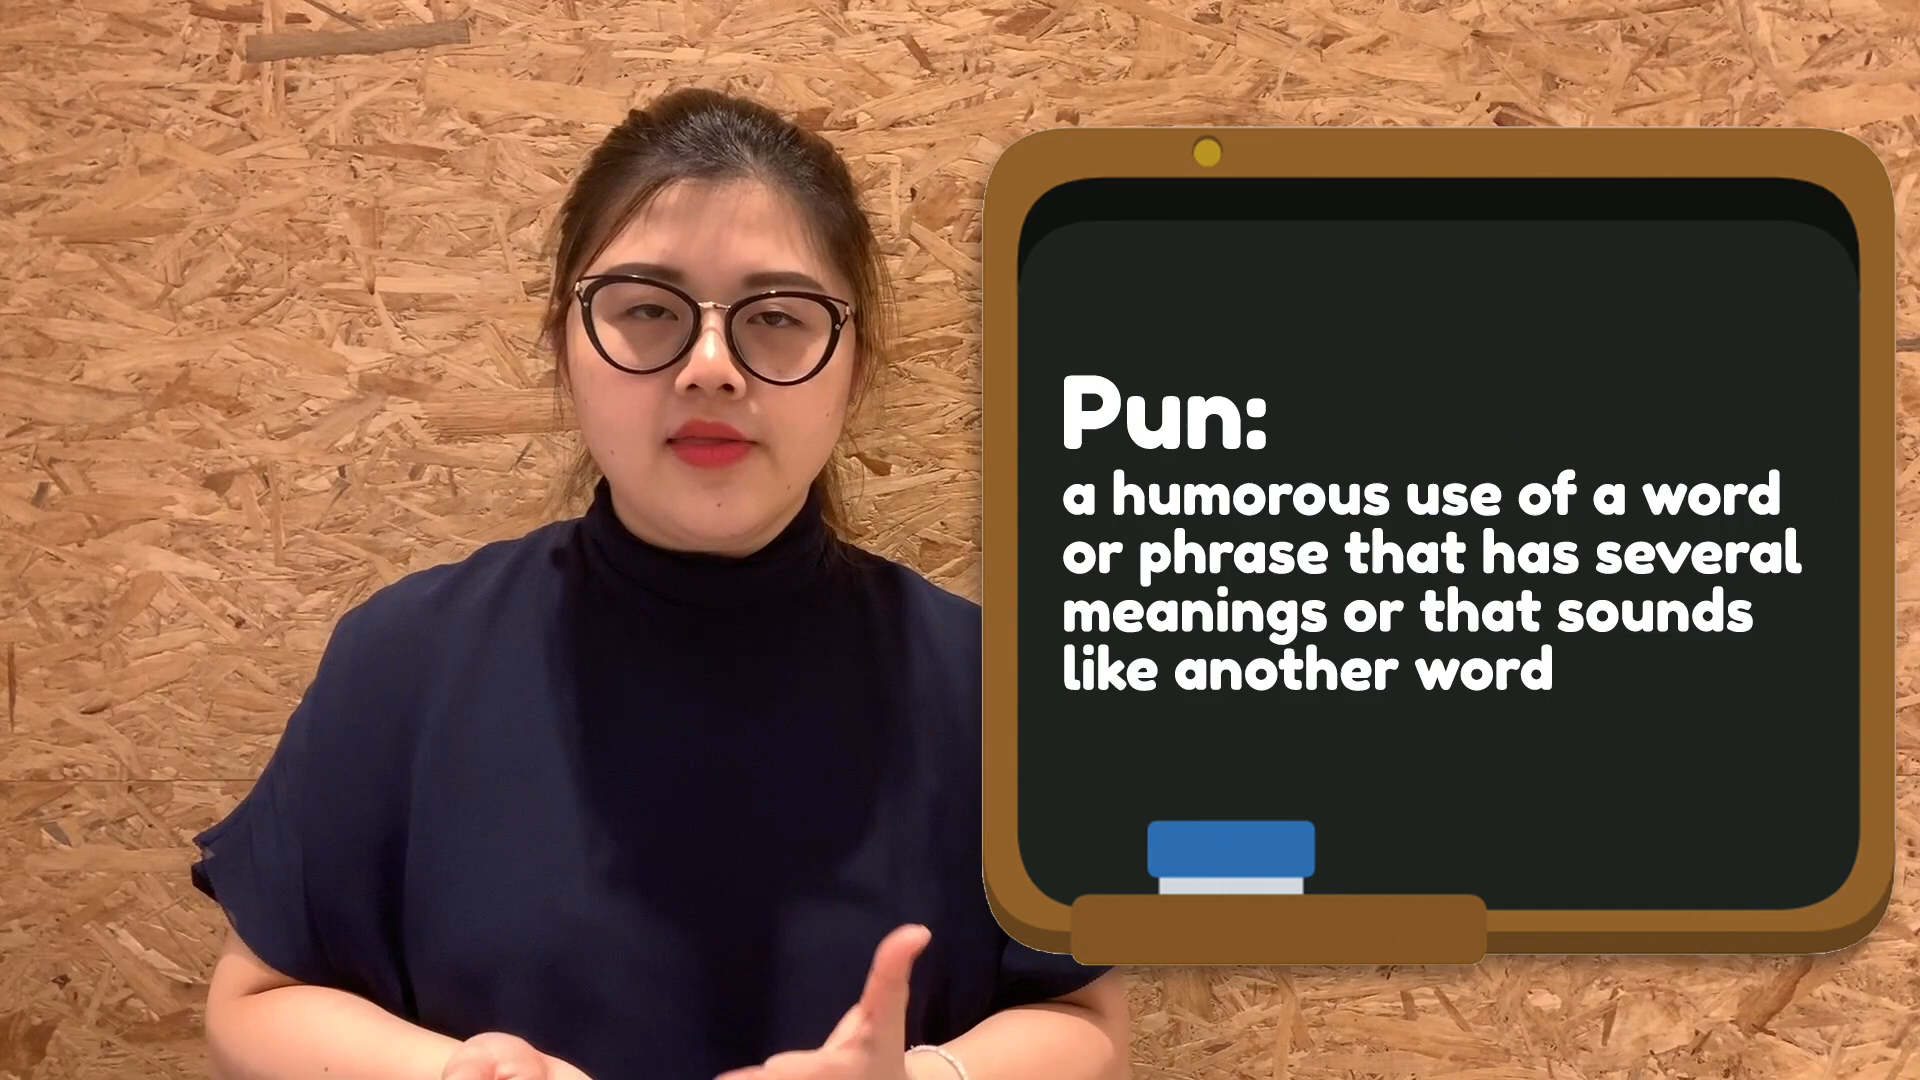 Pun:
a humorous use of a word
or phrase that has several
meanings or that sounds
like another word